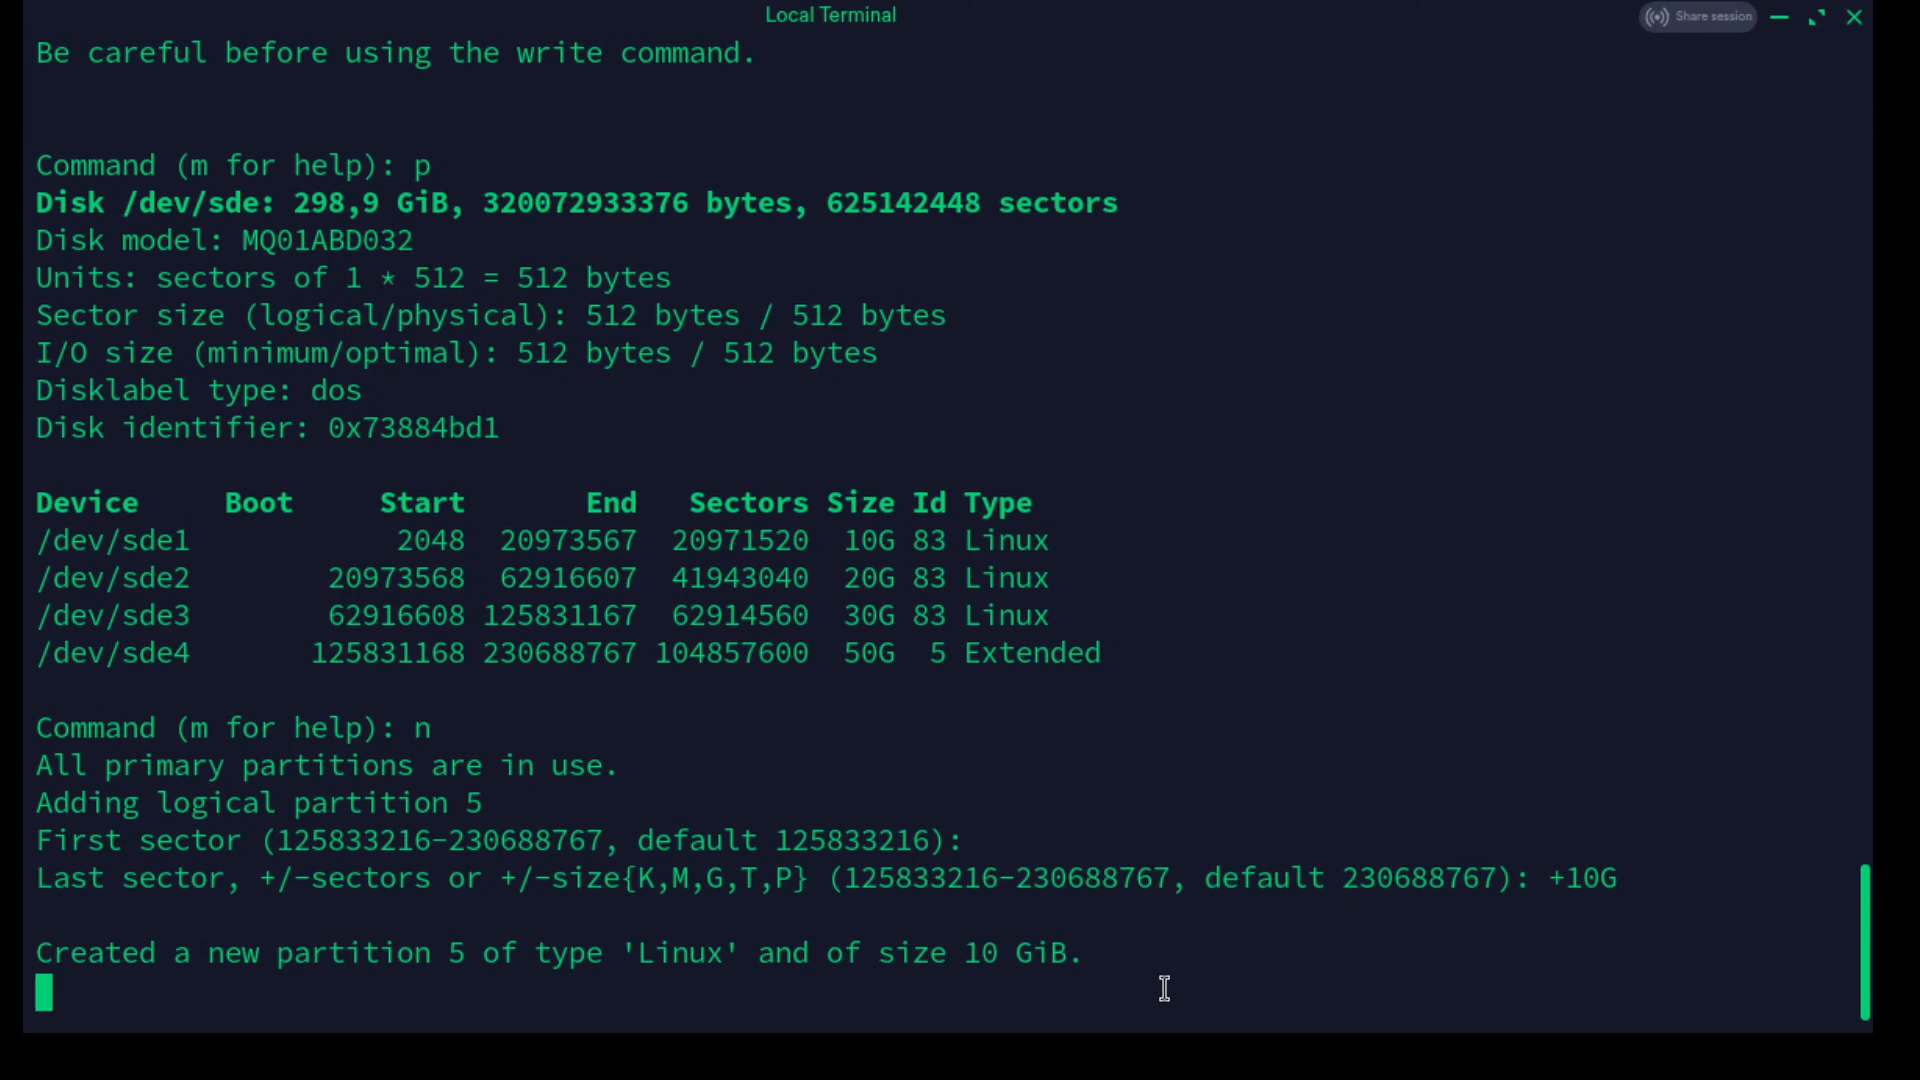 Local Terminal
Share session
Be careful before using the write command.
Command (m for help): p
Disk /dev/sde: 298,9 GiB, 320072933376 bytes, 625142448 sectors
Disk model: MQ01ABD032
Units: sectors of 1 * 512 = 512 bytes
Sector size (logical/physical): 512 bytes / 512 bytes
I/O size (minimum/optimal): 512 bytes / 512 bytes
Disklabel type: dos
Disk identifier: 0x73884bd1
Device     Boot     Start       End   Sectors Size Id Type
/dev/sde1            2048  20973567  20971520  10G 83 Linux
/dev/sde2        20973568  62916607  41943040  20G 83 Linux
/dev/sde3        62916608 125831167  62914560  30G 83 Linux
/dev/sde4       125831168 230688767 104857600  50G  5 Extended
Command (m for help): n
All primary partitions are in use.
Adding logical partition 5
First sector (125833216-230688767, default 125833216):
Last sector, +/-sectors or +/-size{K,M,G,T,P} (125833216-230688767, default 230688767): +10G
Created a new partition 5 of type 'Linux' and of size 10 GiB.